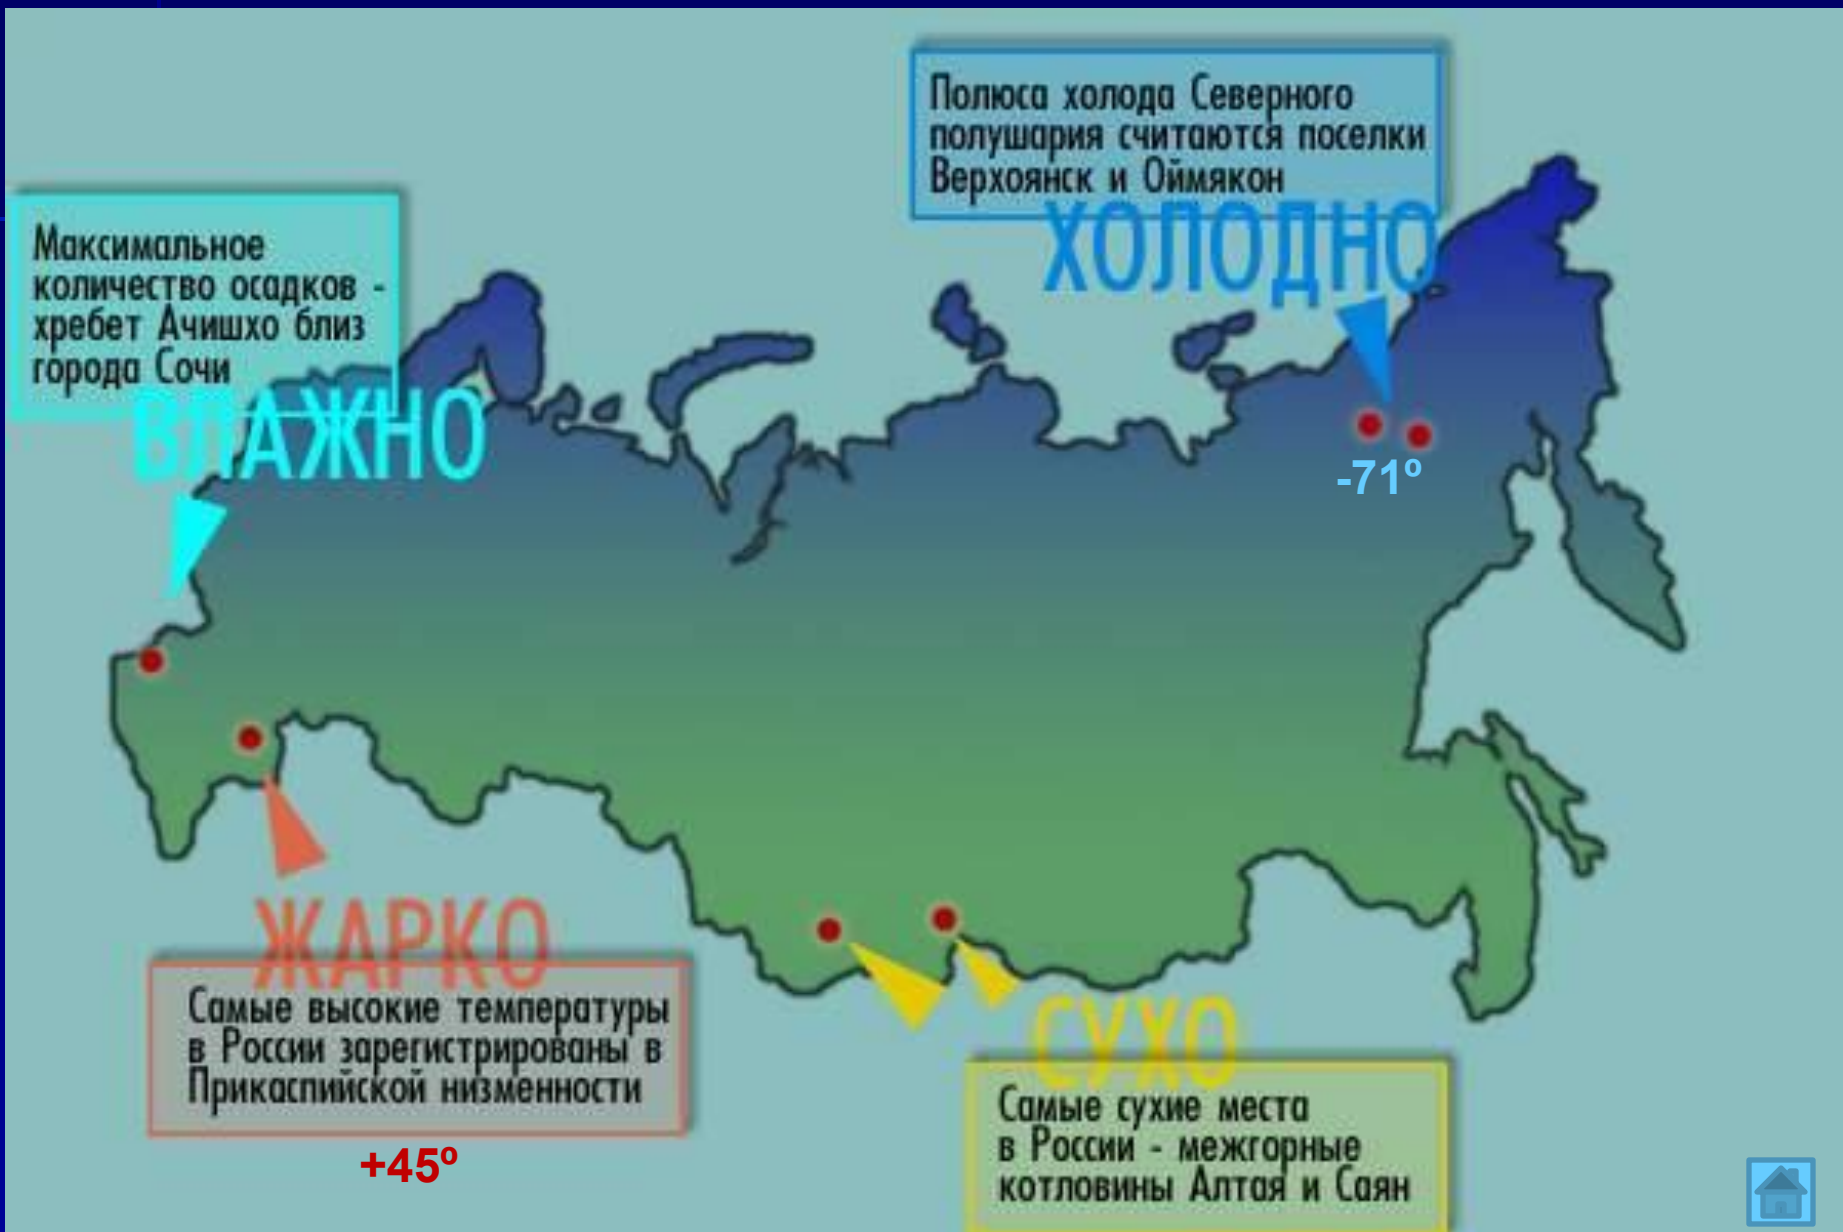 Полюса холода Северного
полушария считаются поселки
Верхоянск и Оймякон
ХОЛОДНО
-71º
Максимальное
количество осадков -
хребет Ачишхо близ
города Сочи
ВЛАЖНО
ЖАРКО
Самые высокие температуры
в России зарегистрированы в
Прикаспийской низменности
+45º
СУХО
Самые сухие места
в России - межгорные
котловины Алтая и Саян